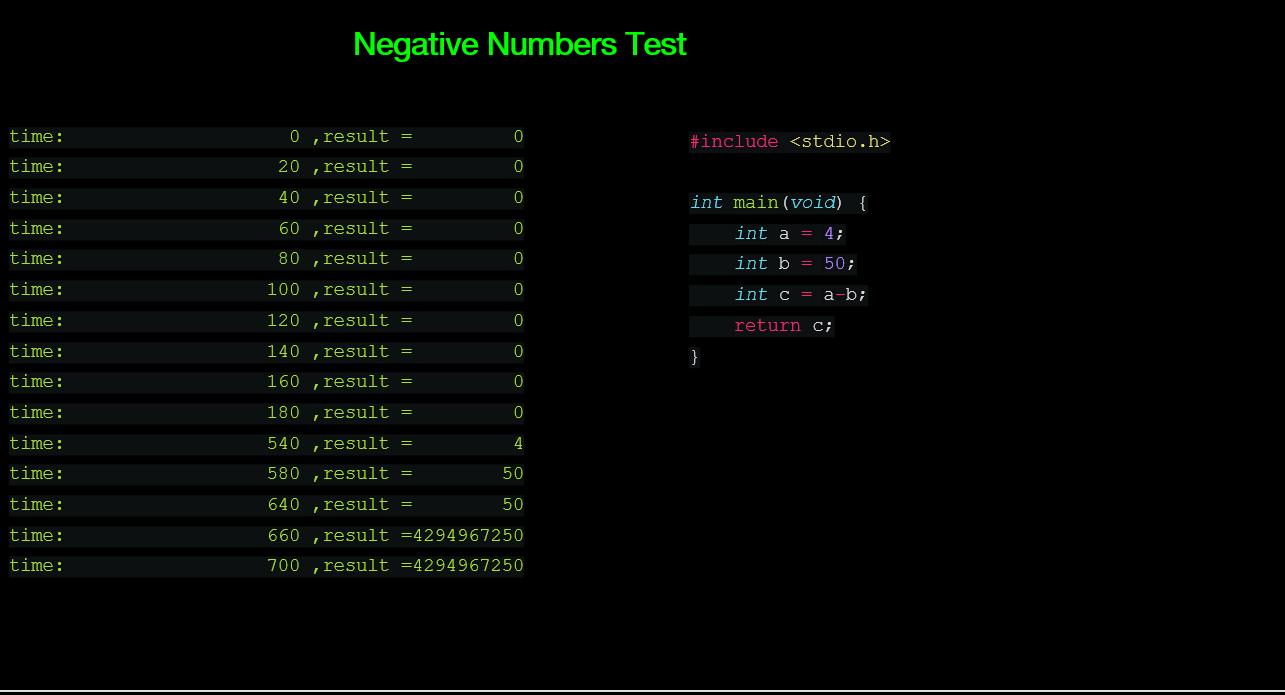 Negative Numbers Test
time: 0 ,result = 0
time: 20 ,result = 0
time: 40 ,result = 0
time: 60 ,result = 0
time: 80 ,result = 0
time: 100 ,result = 0
time: 120 ,result = 0
time: 140 ,result = 0
time: 160 ,result = 0
time: 180 ,result = 0
time: 540 ,result = 4
time: 580 ,result = 50
time: 640 ,result = 50
time: 660 ,result =4294967250
time: 700 ,result =4294967250
#include <stdio.h>
int main(void) {
    int a = 4;
    int b = 50;
    int c = a-b;
    return c;
}